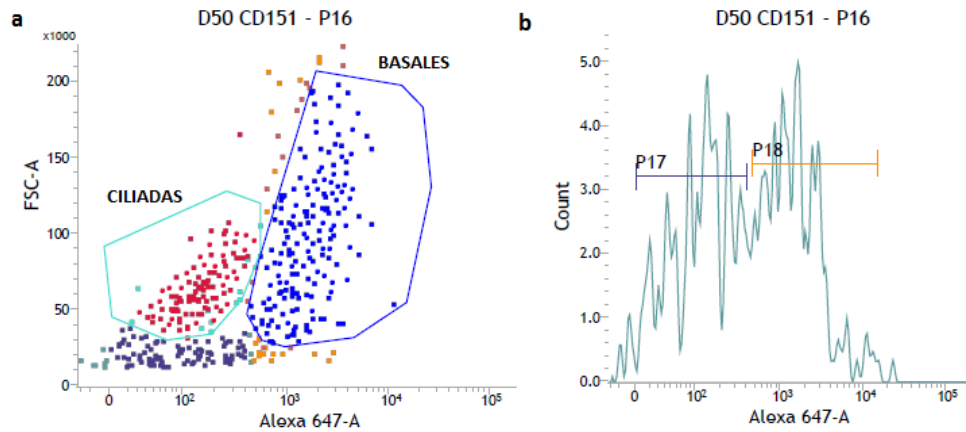 a
D50 CD151 - P16
x1000
FSC-A
200
150
100
50
0
CILIADAS
BASALES
0 10² 10³ 10⁴ 10⁵
Alexa 647-A
b
D50 CD151 - P16
Count
5.0
4.0
3.0
2.0
1.0
0.0
P17
P18
0 10² 10³ 10⁴ 10⁵
Alexa 647-A